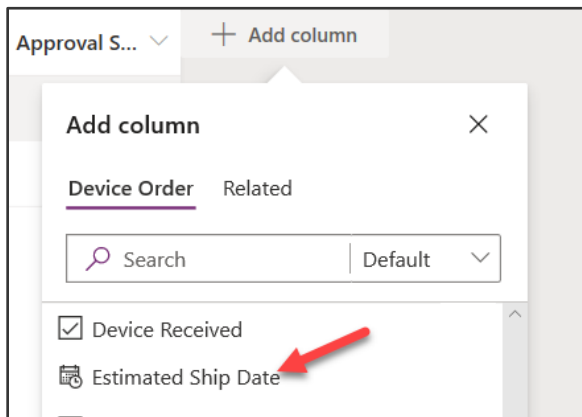 Approval S...
Add column
Add column
Device Order Related
Search Default
Device Received
Estimated Ship Date